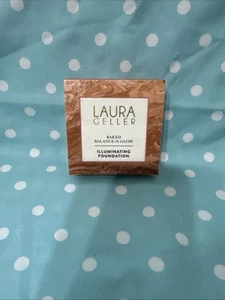 LAURA
GELLER
BAKED
BALANCE-N-GLOW
ILLUMINATING
FOUNDATION